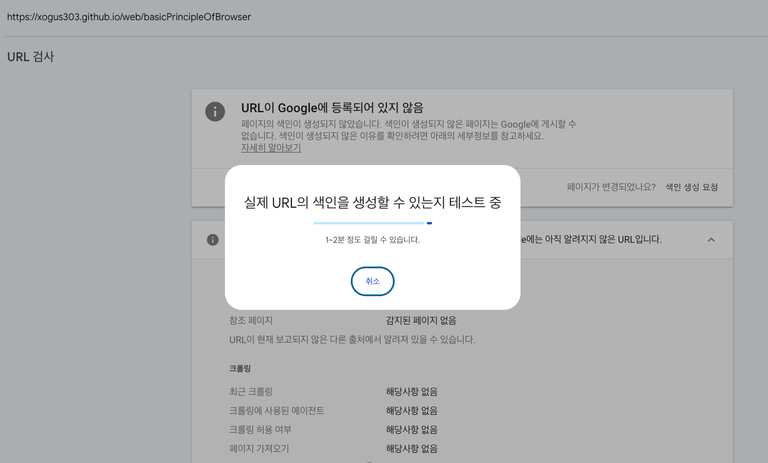 https://xogus303.github.io/web/basicPrincipleOfBrowser
URL 검사
URL이 Google에 등록되어 있지 않음
페이지의 색인이 생성되지 않았습니다. 색인이 생성되지 않은 페이지는 Google에 게시할 수
없습니다. 색인이 생성되지 않은 이유를 확인하려면 아래의 세부정보를 참고하세요.
자세히 알아보기
페이지가 변경되었나요? 색인 생성 요청
실제 URL의 색인을 생성할 수 있는지 테스트 중
1~2분 정도 걸릴 수 있습니다.
취소
에는 아직 알려지지 않은 URL입니다.
참조 페이지 감지된 페이지 없음
URL이 현재 보고되지 않은 다른 출처에서 알려져 있을 수 있습니다.
크롤링
최근 크롤링 해당사항 없음
크롤링에 사용된 에이전트 해당사항 없음
크롤링 허용 여부 해당사항 없음
페이지 가져오기 해당사항 없음